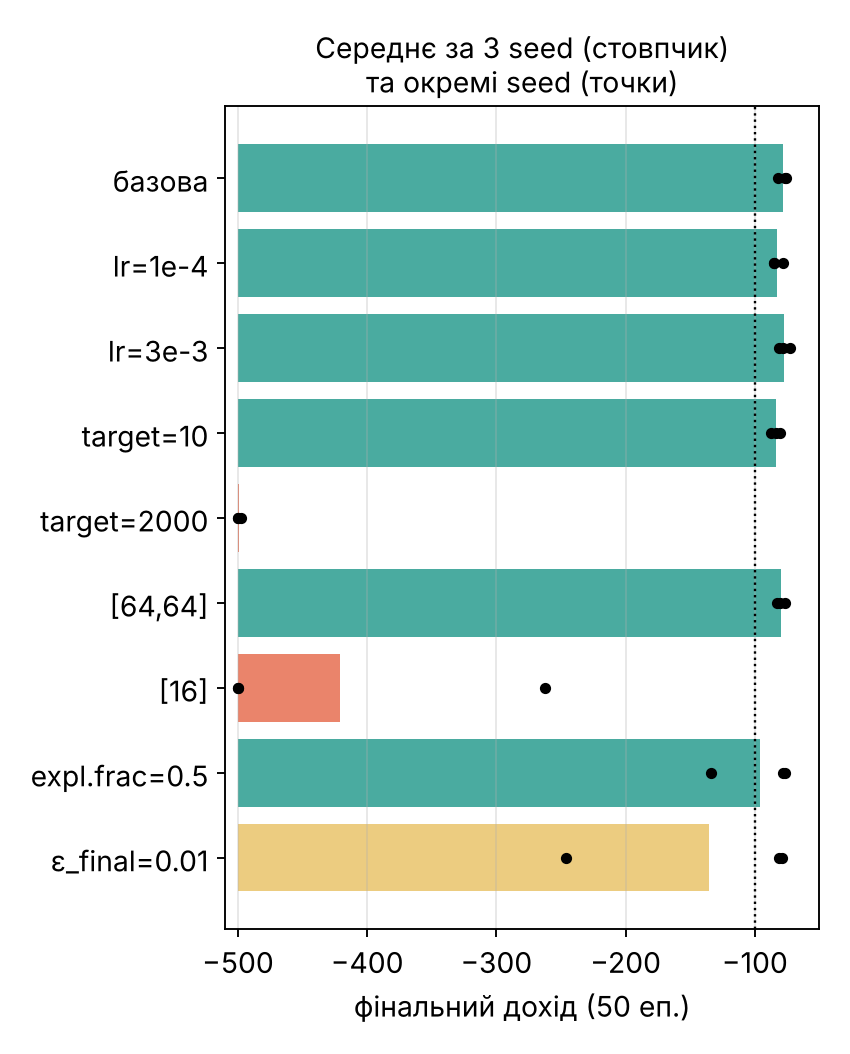 Середнє за 3 seed (стовпчик)
та окремі seed (точки)
базова
lr=1e-4
lr=3e-3
target=10
target=2000
[64,64]
[16]
expl.frac=0.5
ε_final=0.01
−500 −400 −300 −200 −100
фінальний дохід (50 еп.)